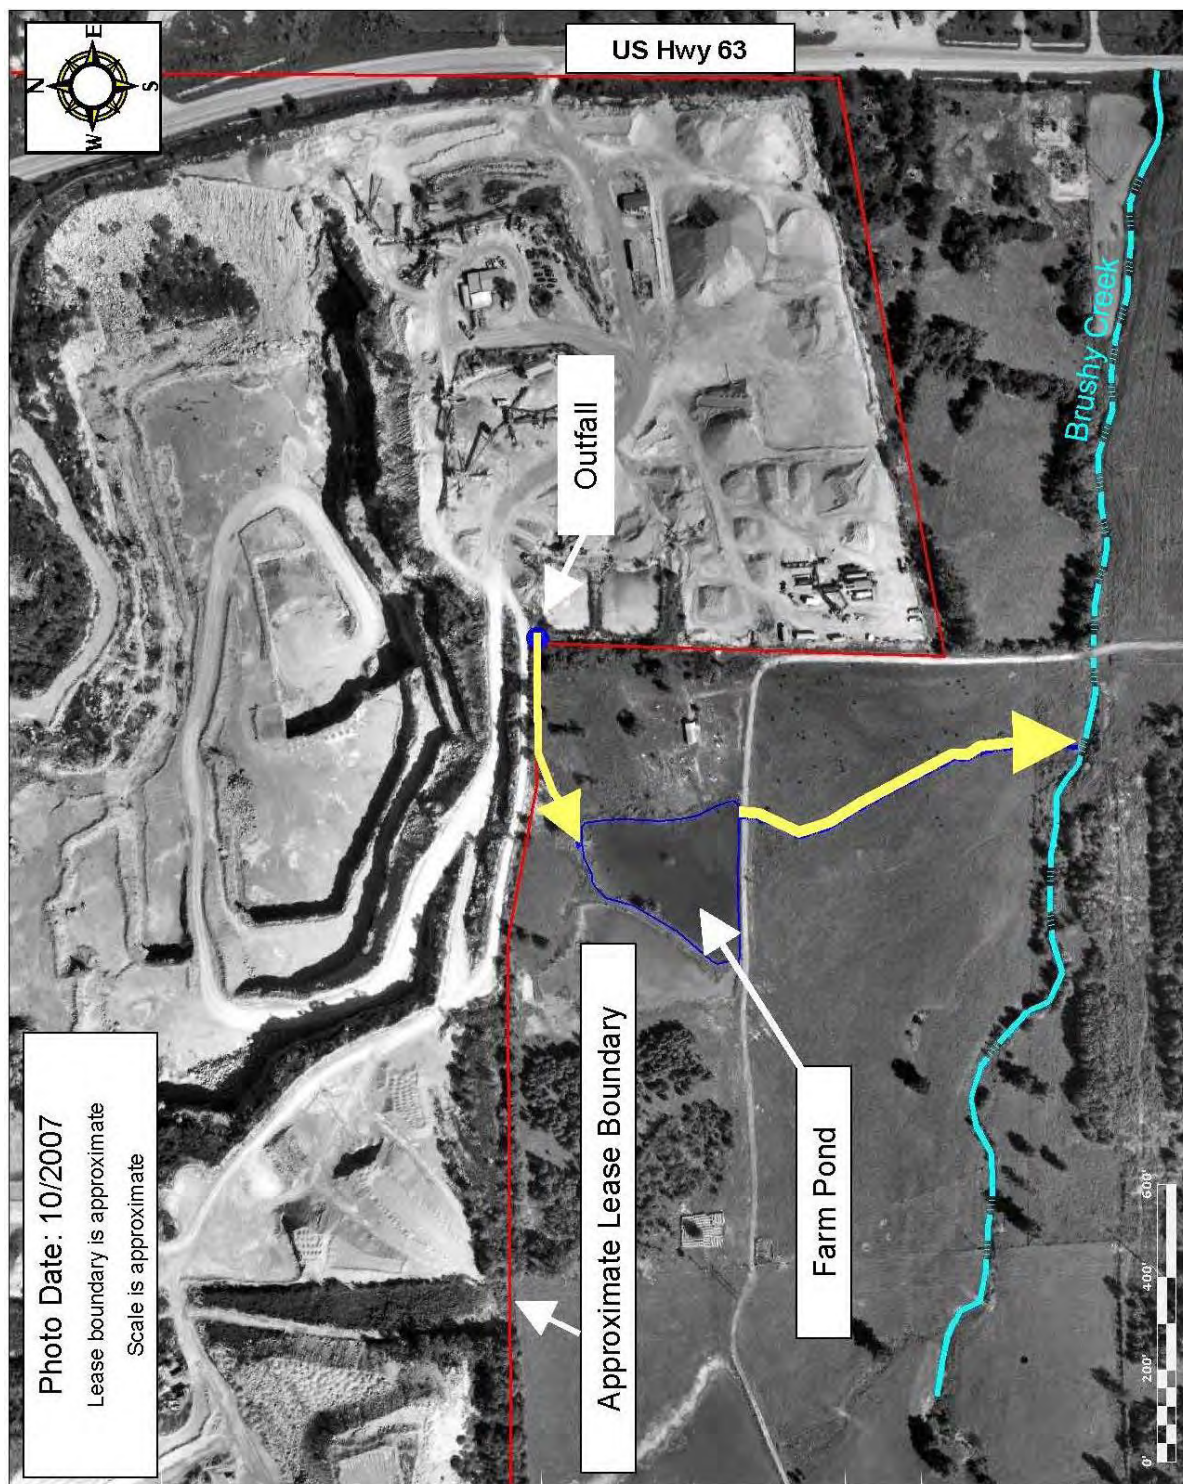 US Hwy 63
E
N
S
W
Outfall
Brushy Creek
Approximate Lease Boundary
Farm Pond
Photo Date: 10/2007
Lease boundary is approximate
Scale is approximate
0'
200'
400'
600'